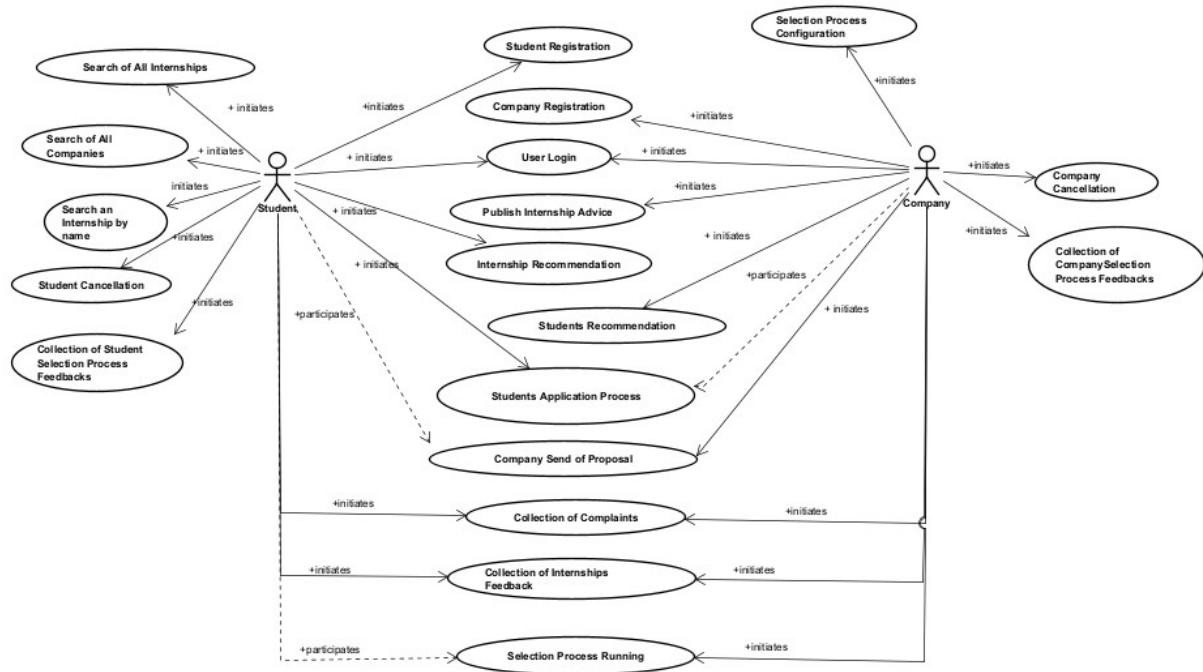 Selection Process
Configuration
Student Registration
Search of All Internships
+initiates
+ initiates
+initiates
Company Registration
+initiates
Search of All
Companies
+ initiates
+ initiates
User Login
+ initiates
+initiates
Company
Cancellation
initiates
+initiates
Student
Company
Search an
Internship by
name
+ initiates
Publish Internship Advice
+initiates
+initiates
+ initiates
Collection of
CompanySelection
Process Feedbacks
Internship Recommendation
+ initiates
+participates
Student Cancellation
+initiates
+participates
Students Recommendation
+ initiates
Collection of Student
Selection Process
Feedbacks
Students Application Process
Company Send of Proposal
+initiates
Collection of Complaints
+initiates
+initiates
Collection of Internships
Feedback
+initiates
+participates
Selection Process Running
+initiates